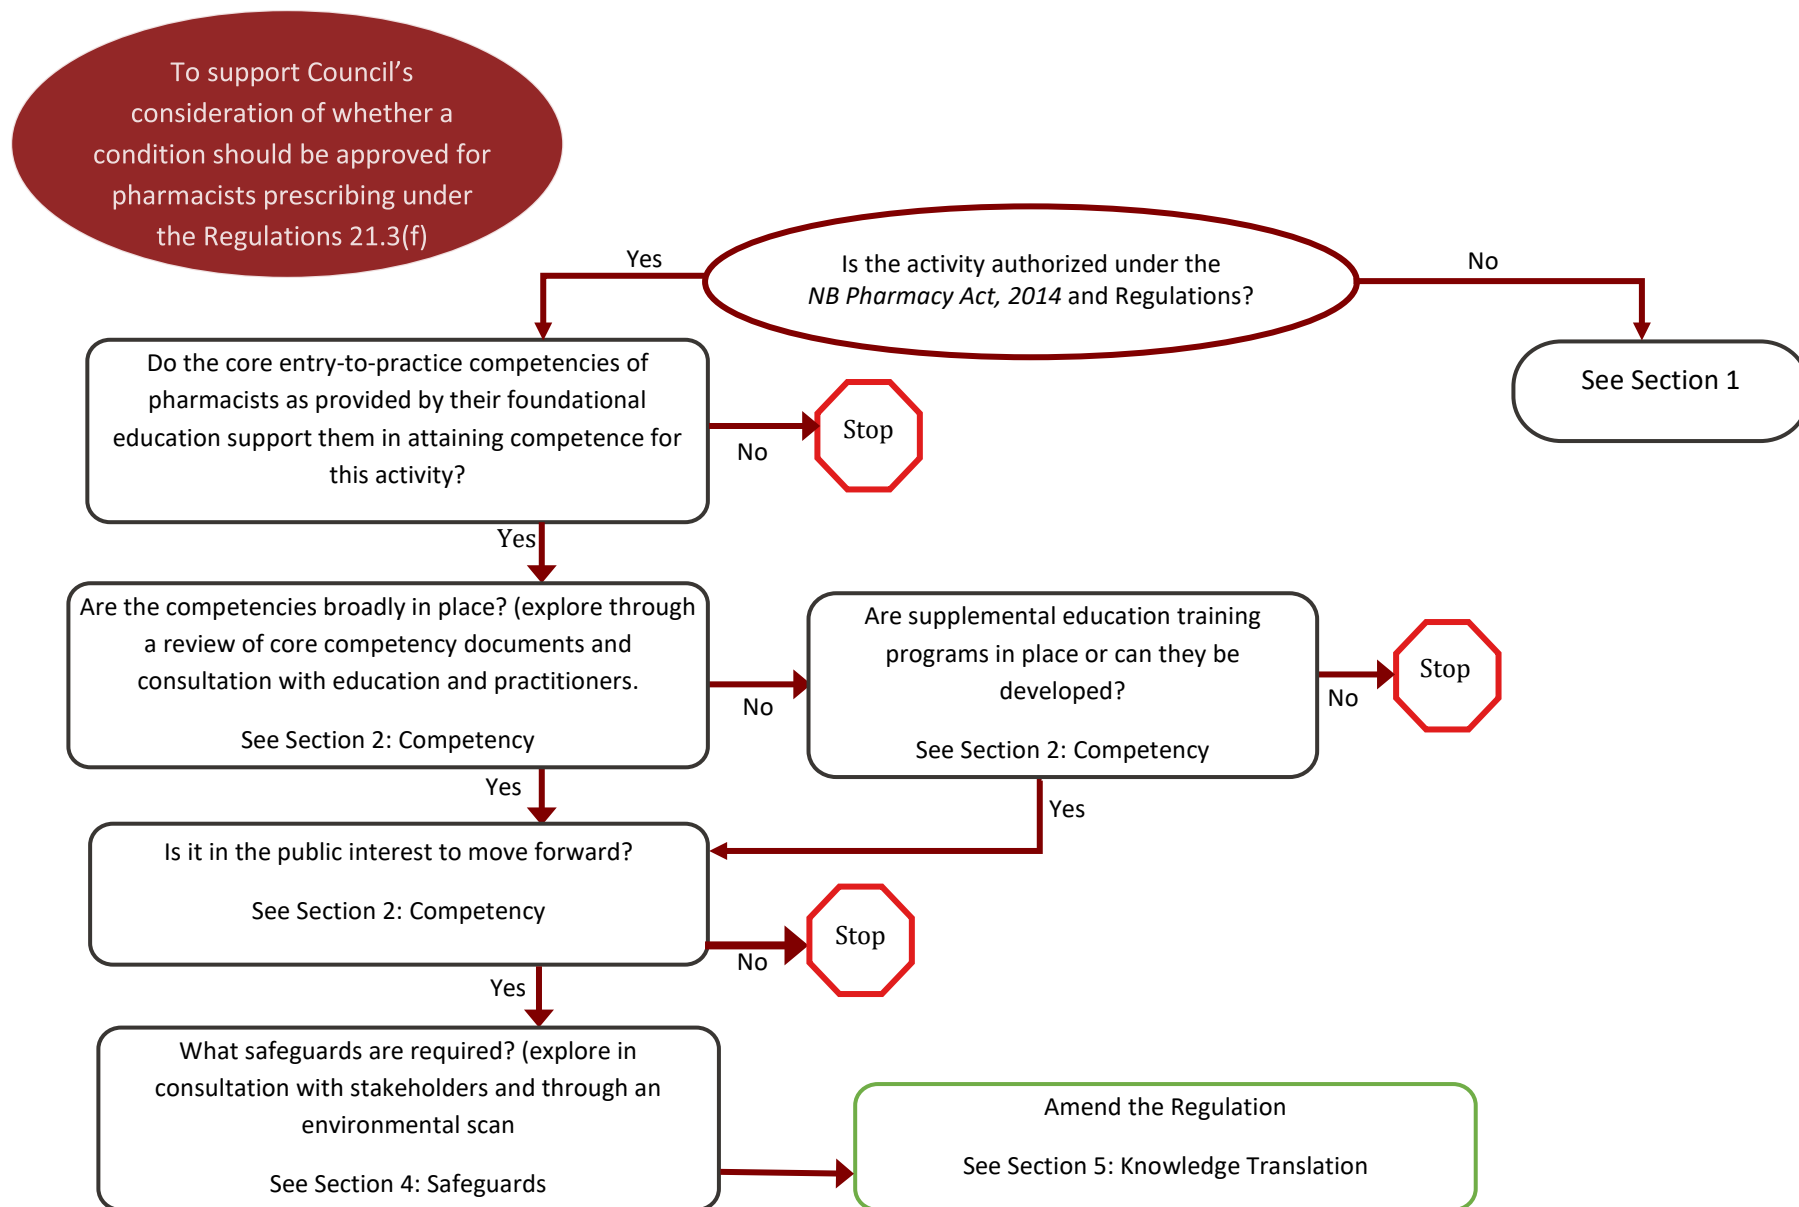 To support Council's
consideration of whether a
condition should be approved for
pharmacists prescribing under
the Regulations 21.3(f)
Yes
Is the activity authorized under the
NB Pharmacy Act, 2014 and Regulations?
No
See Section 1
Do the core entry-to-practice competencies of
pharmacists as provided by their foundational
education support them in attaining competence for
this activity?
No
Stop
Yes
Are the competencies broadly in place? (explore through
a review of core competency documents and
consultation with education and practitioners.
See Section 2: Competency
No
Are supplemental education training
programs in place or can they be
developed?
See Section 2: Competency
No
Stop
Yes
Yes
Is it in the public interest to move forward?
See Section 2: Competency
No
Stop
Yes
What safeguards are required? (explore in
consultation with stakeholders and through an
environmental scan
See Section 4: Safeguards
Amend the Regulation
See Section 5: Knowledge Translation